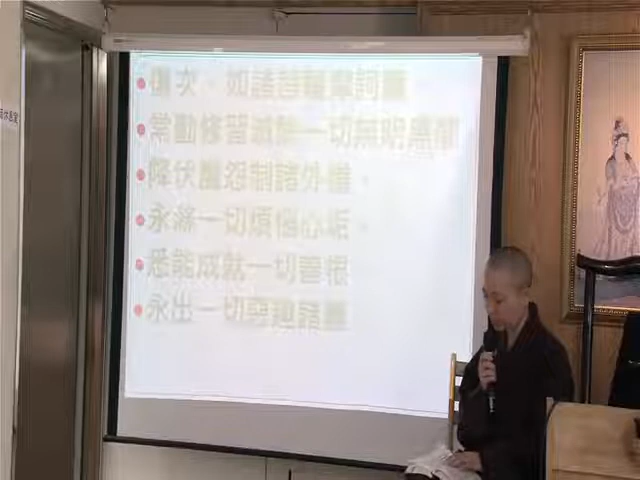 復次，如諸菩薩摩訶薩
常勤修習滅除一切無明黑闇
降伏魔怨制諸外道，
永滌一切煩惱心垢，
悉能成就一切善根
永出一切惡趣諸難